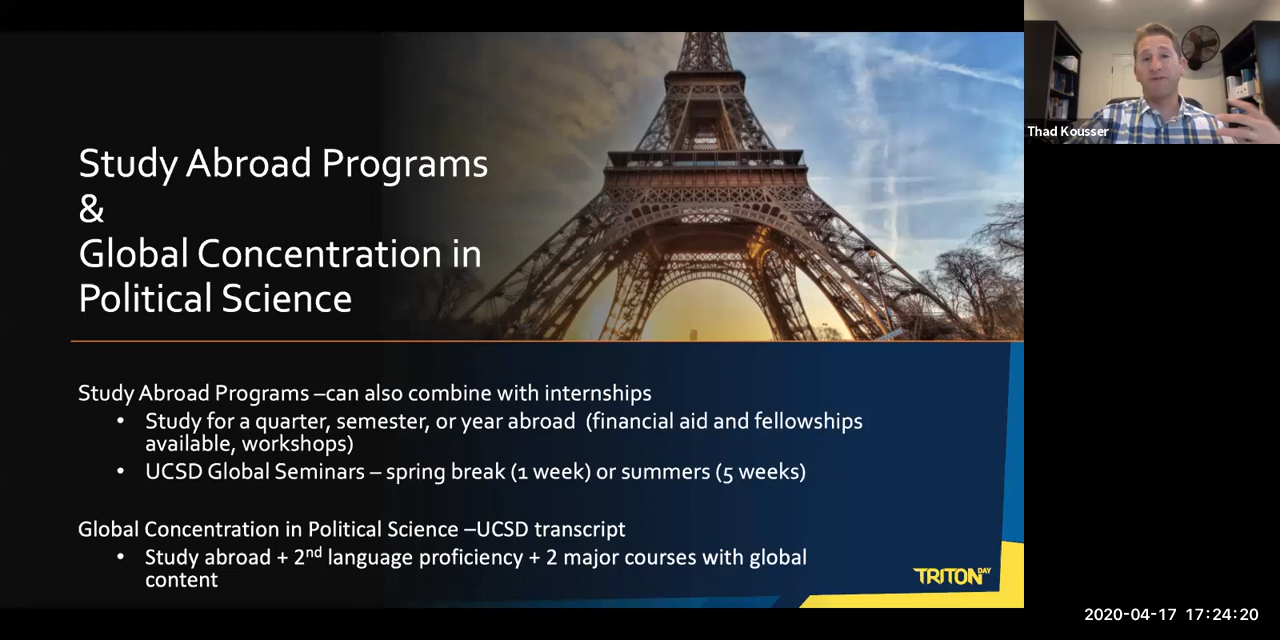 Study Abroad Programs
&
Global Concentration in
Political Science
Study Abroad Programs –can also combine with internships
• Study for a quarter, semester, or year abroad (financial aid and fellowships
available, workshops)
• UCSD Global Seminars – spring break (1 week) or summers (5 weeks)
Global Concentration in Political Science –UCSD transcript
• Study abroad + 2nd language proficiency + 2 major courses with global
content
TRITON DAY
Thad Kousser
2020-04-17 17:24:20